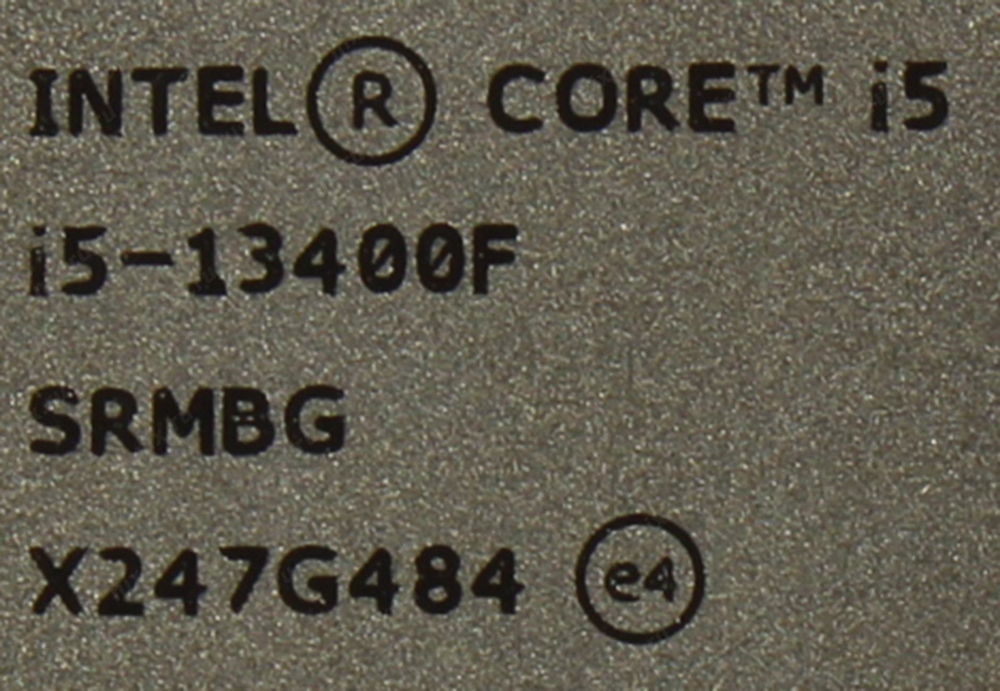 INTEL® CORE™ i5
i5-13400F
SRMBG
X247G484 e4